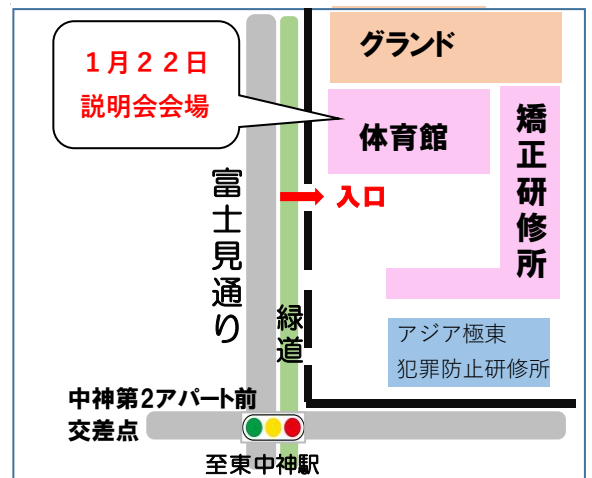 グランド
１月２２日
説明会会場
体育館
矯正研修所
入口
富士見通り
緑道
アジア極東
犯罪防止研修所
中神第2アパート前
交差点
至東中神駅